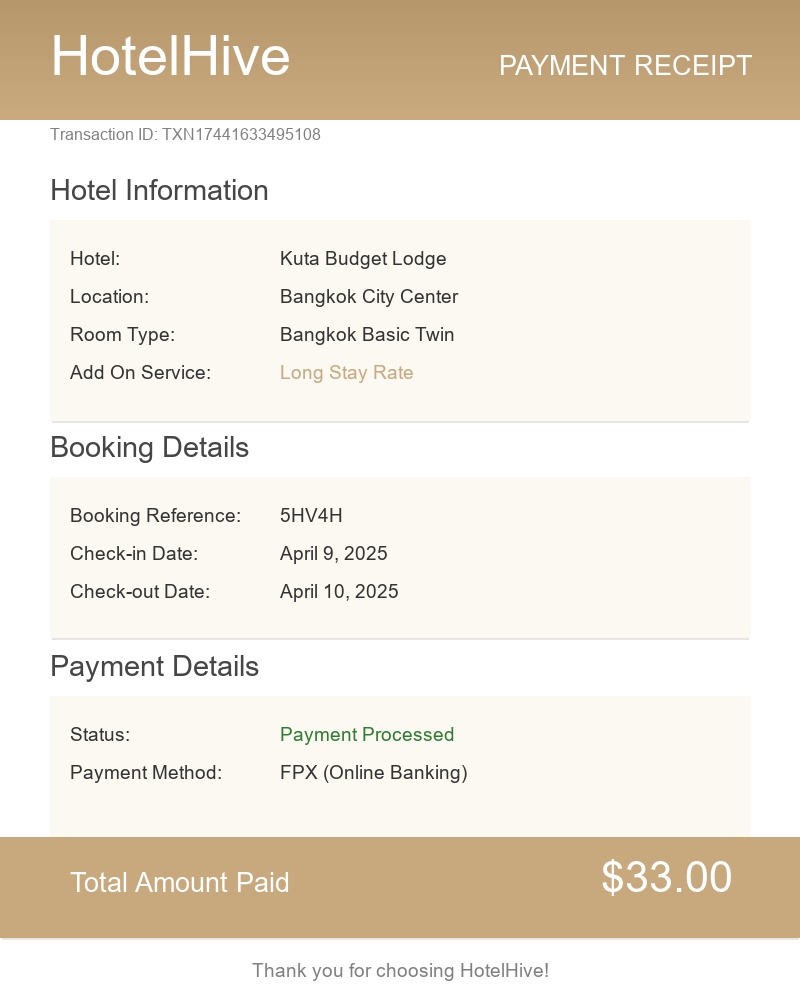 HotelHive
PAYMENT RECEIPT
Transaction ID: TXN17441633495108
Hotel Information
Hotel: Kuta Budget Lodge
Location: Bangkok City Center
Room Type: Bangkok Basic Twin
Add On Service: Long Stay Rate
Booking Details
Booking Reference: 5HV4H
Check-in Date: April 9, 2025
Check-out Date: April 10, 2025
Payment Details
Status: Payment Processed
Payment Method: FPX (Online Banking)
Total Amount Paid $33.00
Thank you for choosing HotelHive!